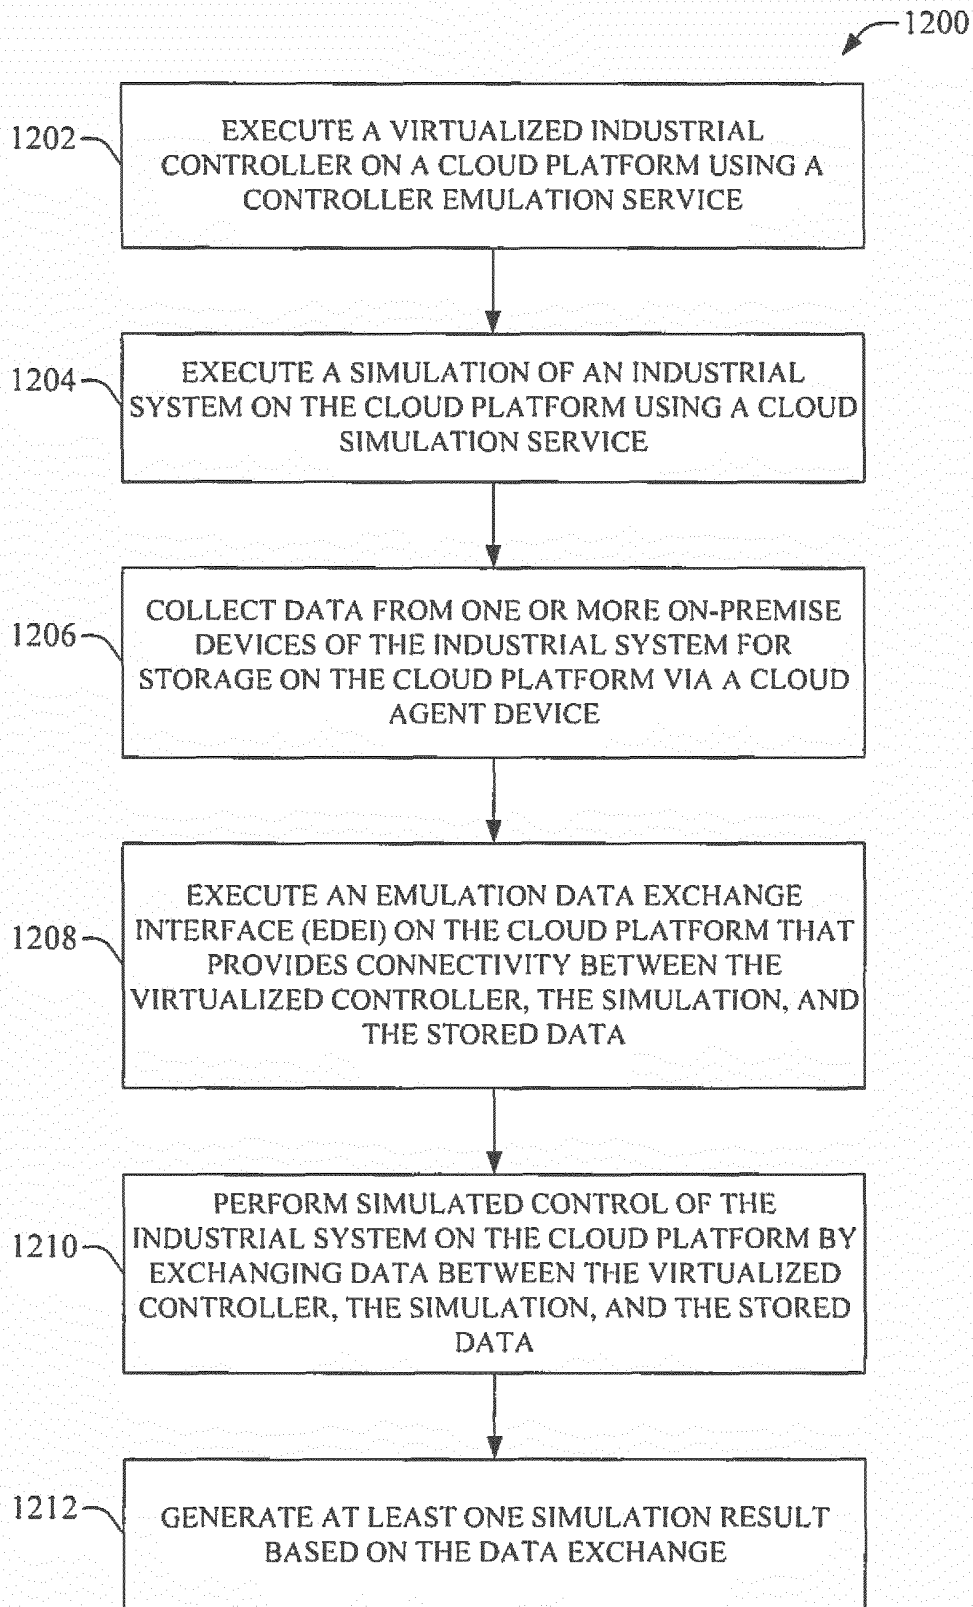 1200
1202
EXECUTE A VIRTUALIZED INDUSTRIAL
CONTROLLER ON A CLOUD PLATFORM USING A
CONTROLLER EMULATION SERVICE
1204
EXECUTE A SIMULATION OF AN INDUSTRIAL
SYSTEM ON THE CLOUD PLATFORM USING A CLOUD
SIMULATION SERVICE
1206
COLLECT DATA FROM ONE OR MORE ON-PREMISE
DEVICES OF THE INDUSTRIAL SYSTEM FOR
STORAGE ON THE CLOUD PLATFORM VIA A CLOUD
AGENT DEVICE
1208
EXECUTE AN EMULATION DATA EXCHANGE
INTERFACE (EDEI) ON THE CLOUD PLATFORM THAT
PROVIDES CONNECTIVITY BETWEEN THE
VIRTUALIZED CONTROLLER, THE SIMULATION, AND
THE STORED DATA
1210
PERFORM SIMULATED CONTROL OF THE
INDUSTRIAL SYSTEM ON THE CLOUD PLATFORM BY
EXCHANGING DATA BETWEEN THE VIRTUALIZED
CONTROLLER, THE SIMULATION, AND THE STORED
DATA
1212
GENERATE AT LEAST ONE SIMULATION RESULT
BASED ON THE DATA EXCHANGE